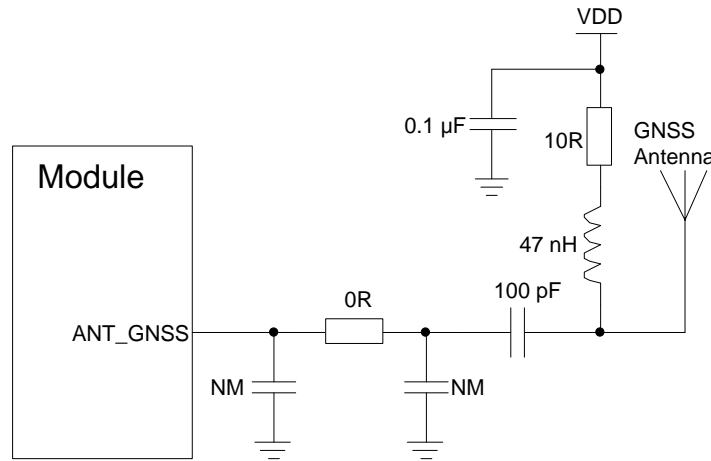 VDD
0.1 µF
10R
GNSS
Antenna
Module
47 nH
100 pF
0R
ANT_GNSS
NM
NM